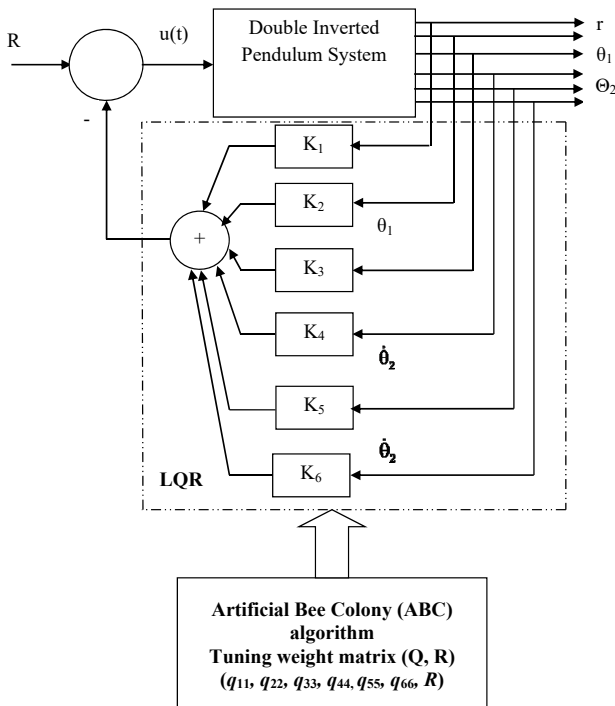 R
u(t)
Double Inverted
Pendulum System
r
θ₁
Θ₂
-
K₁
K₂
θ₁
+
K₃
K₄
θ̇₂
K₅
θ̇₂
K₆
LQR
Artificial Bee Colony (ABC)
algorithm
Tuning weight matrix (Q, R)
(q₁₁, q₂₂, q₃₃, q₄₄, q₅₅, q₆₆, R)